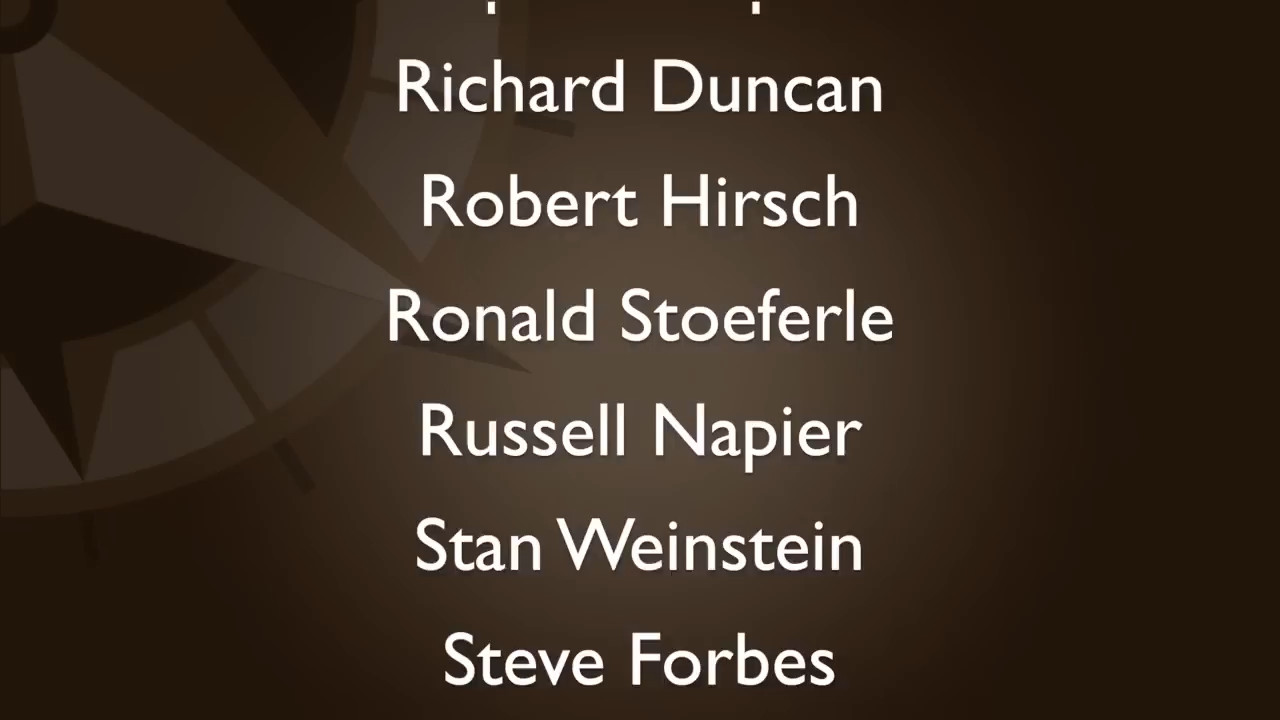 Richard Duncan
Robert Hirsch
Ronald Stoeferle
Russell Napier
Stan Weinstein
Steve Forbes